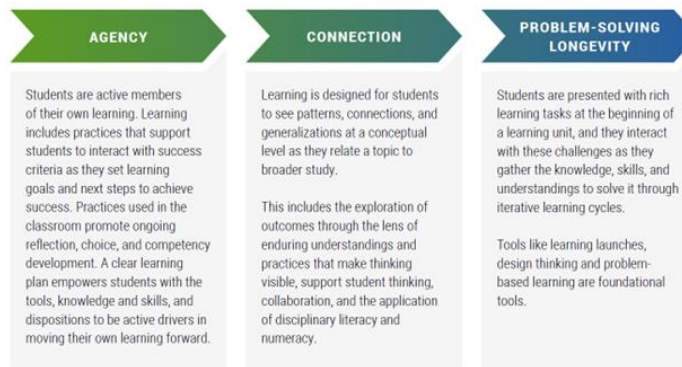 AGENCY
Students are active members
of their own learning. Learning
includes practices that support
students to interact with success
criteria as they set learning
goals and next steps to achieve
success. Practices used in the
classroom promote ongoing
reflection, choice, and competency
development. A clear learning
plan empowers students with the
tools, knowledge and skills, and
dispositions to be active drivers in
moving their own learning forward.
CONNECTION
Learning is designed for students
to see patterns, connections, and
generalizations at a conceptual
level as they relate a topic to
broader study.
This includes the exploration of
outcomes through the lens of
enduring understandings and
practices that make thinking
visible, support student thinking,
collaboration, and the application
of disciplinary literacy and
numeracy.
PROBLEM-SOLVING
LONGEVITY
Students are presented with rich
learning tasks at the beginning of
a learning unit, and they interact
with these challenges as they
gather the knowledge, skills, and
understandings to solve it through
iterative learning cycles.
Tools like learning launches,
design thinking and problem-
based learning are foundational
tools.